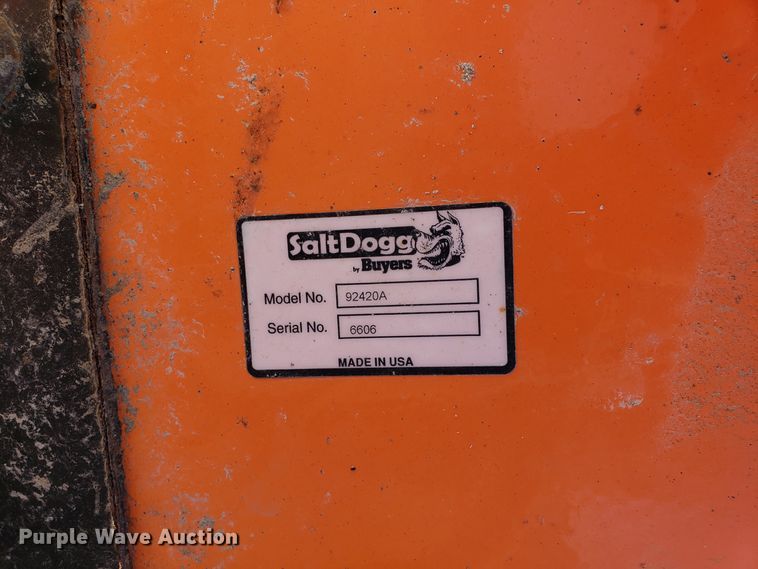 SaltDogg
by Buyers
Model No. 92420A
Serial No. 6606
MADE IN USA
Purple Wave Auction®